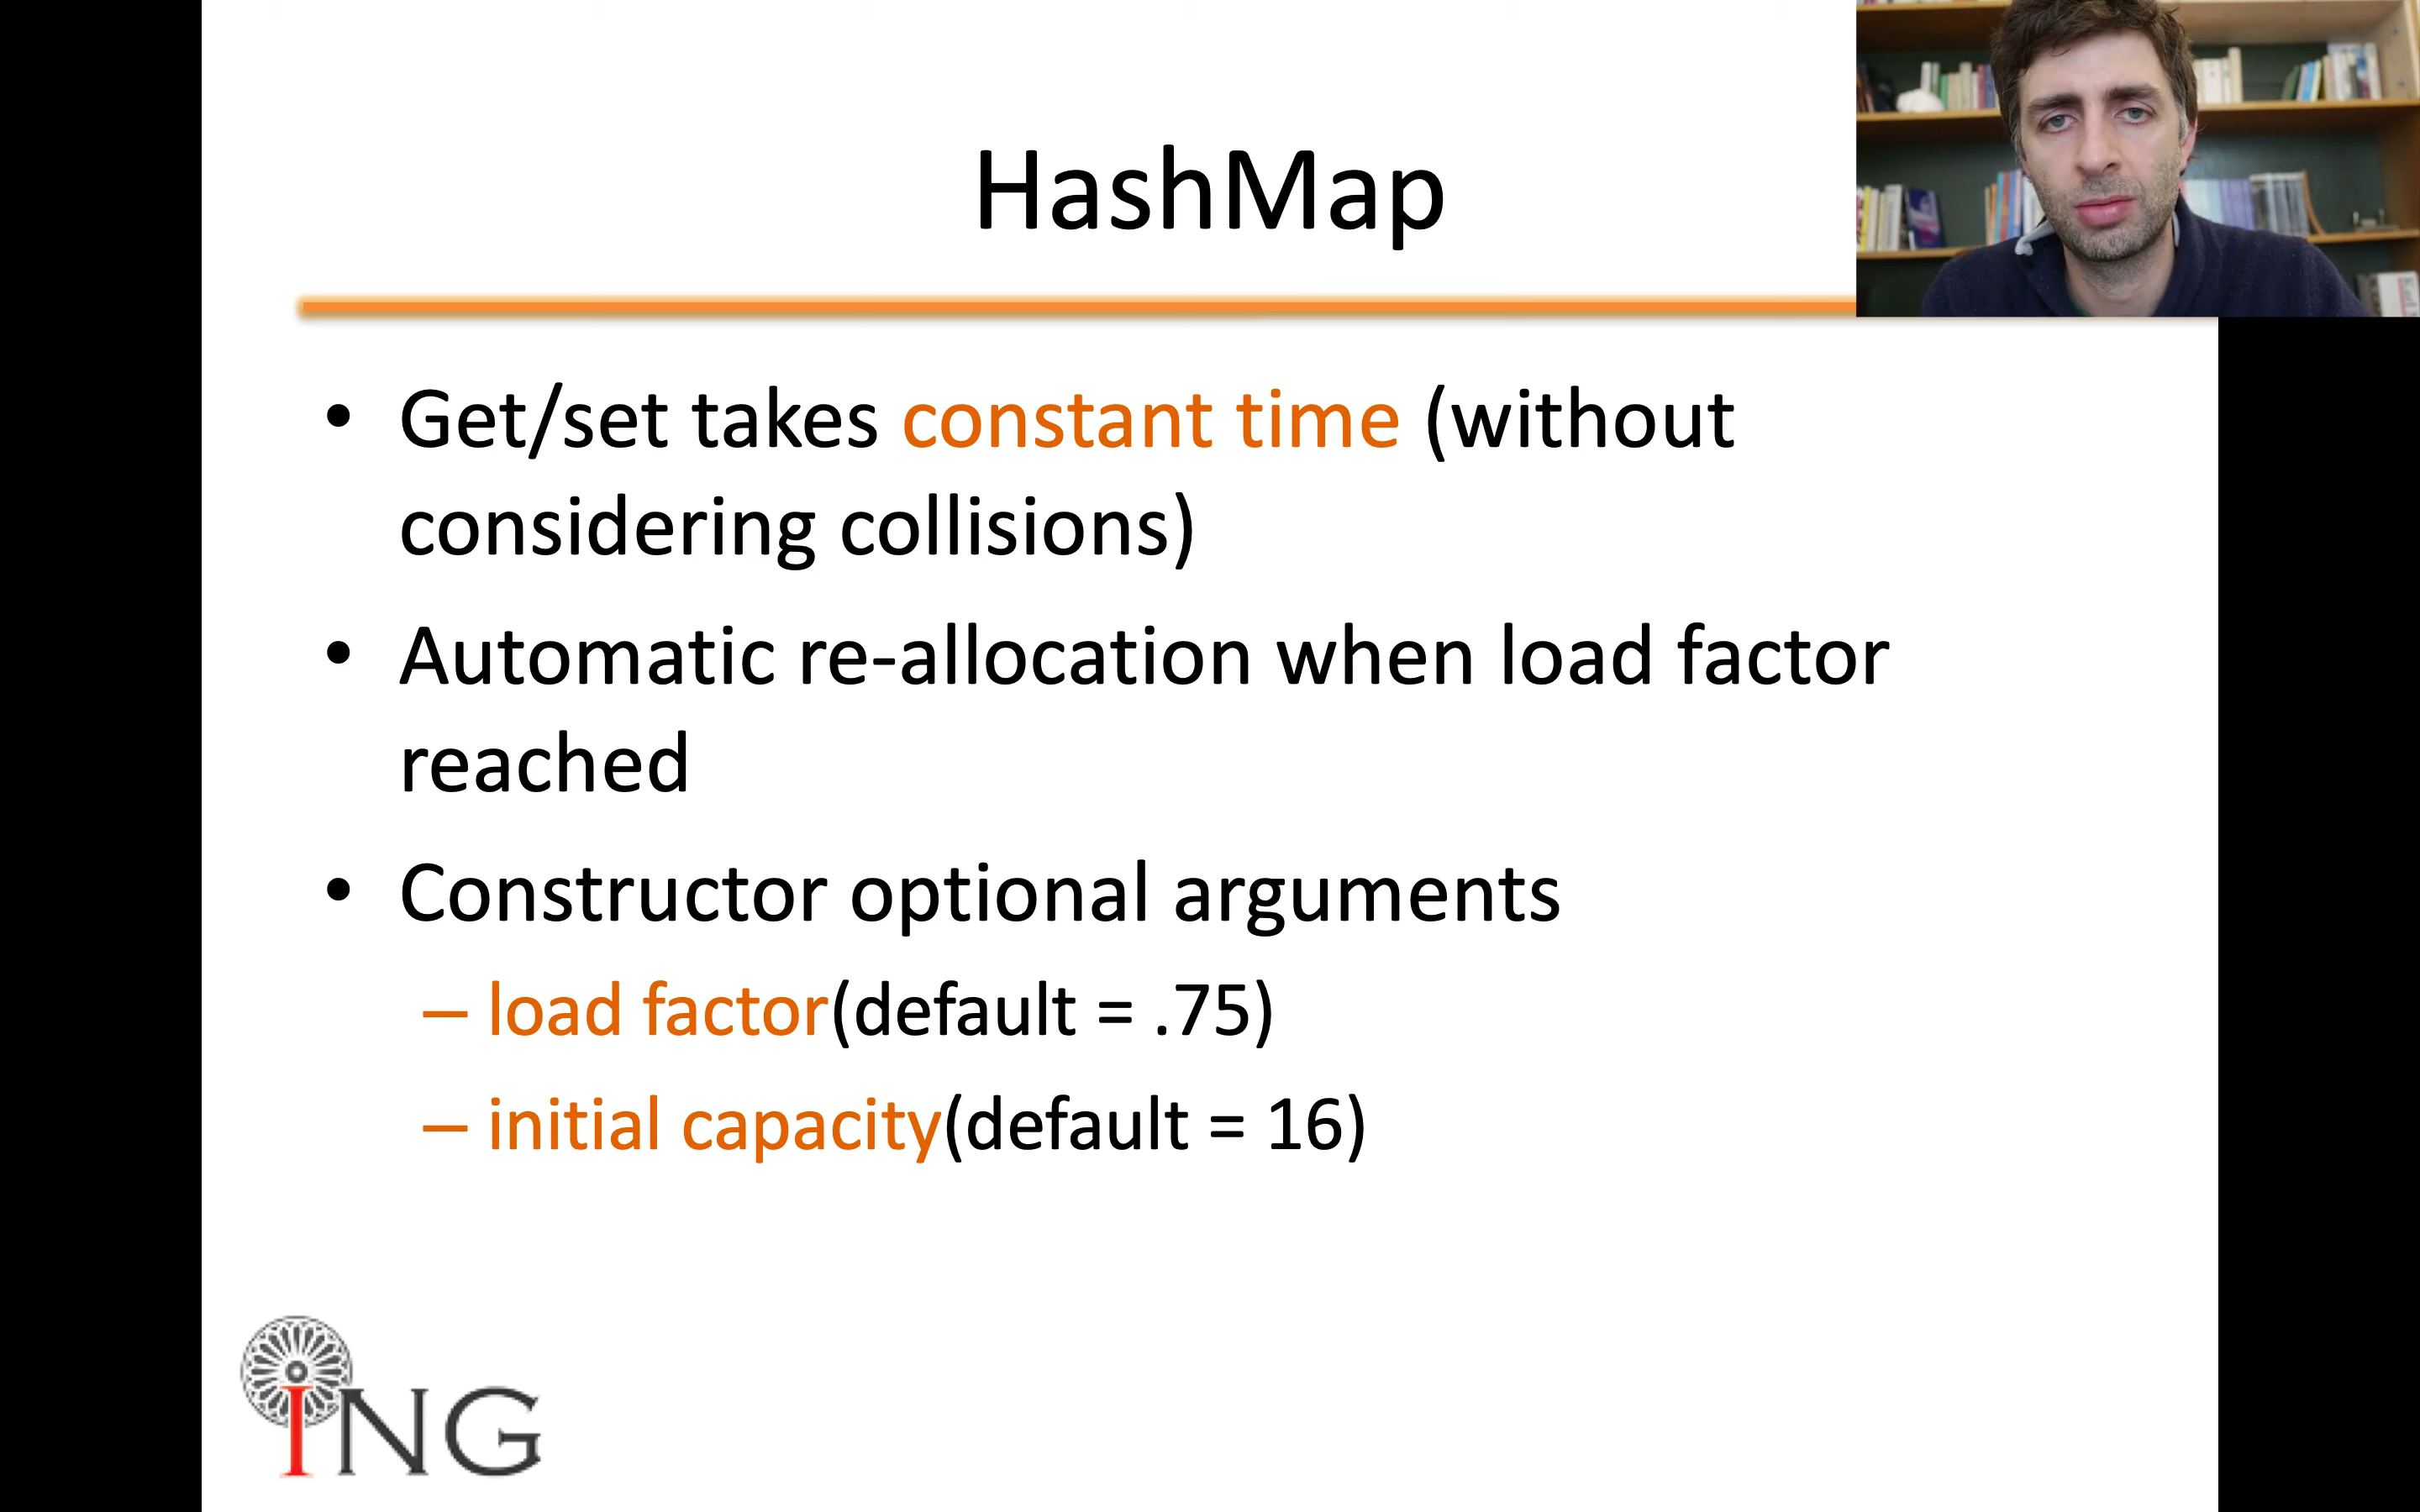 HashMap
• Get/set takes constant time (without
considering collisions)
• Automatic re-allocation when load factor
reached
• Constructor optional arguments
– load factor(default = .75)
– initial capacity(default = 16)
ING